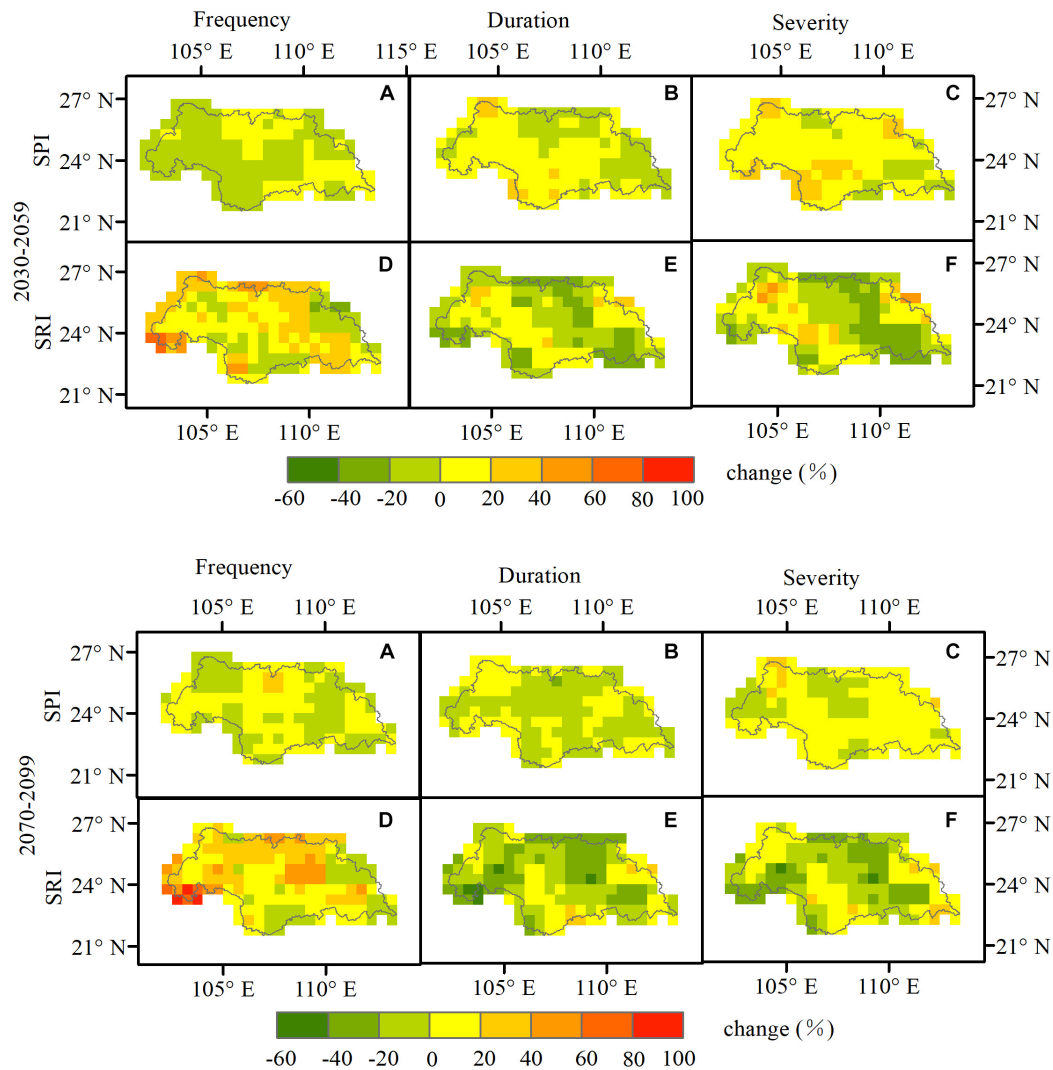 Frequency Duration Severity
105° E 110° E 115° E 105° E 110° E 105° E 110° E
27° N A B C 27° N
SPI 24° N 24° N
21° N 21° N
2030-2059
27° N D E F 27° N
SRI 24° N 24° N
21° N 21° N
105° E 110° E 105° E 110° E 105° E 110° E
-60 -40 -20 0 20 40 60 80 100 change (%)
Frequency Duration Severity
105° E 110° E 105° E 110° E 105° E 110° E
27° N A B C 27° N
SPI 24° N 24° N
21° N 21° N
2070-2099
27° N D E F 27° N
SRI 24° N 24° N
21° N 21° N
105° E 110° E 105° E 110° E 105° E 110° E
-60 -40 -20 0 20 40 60 80 100 change (%)